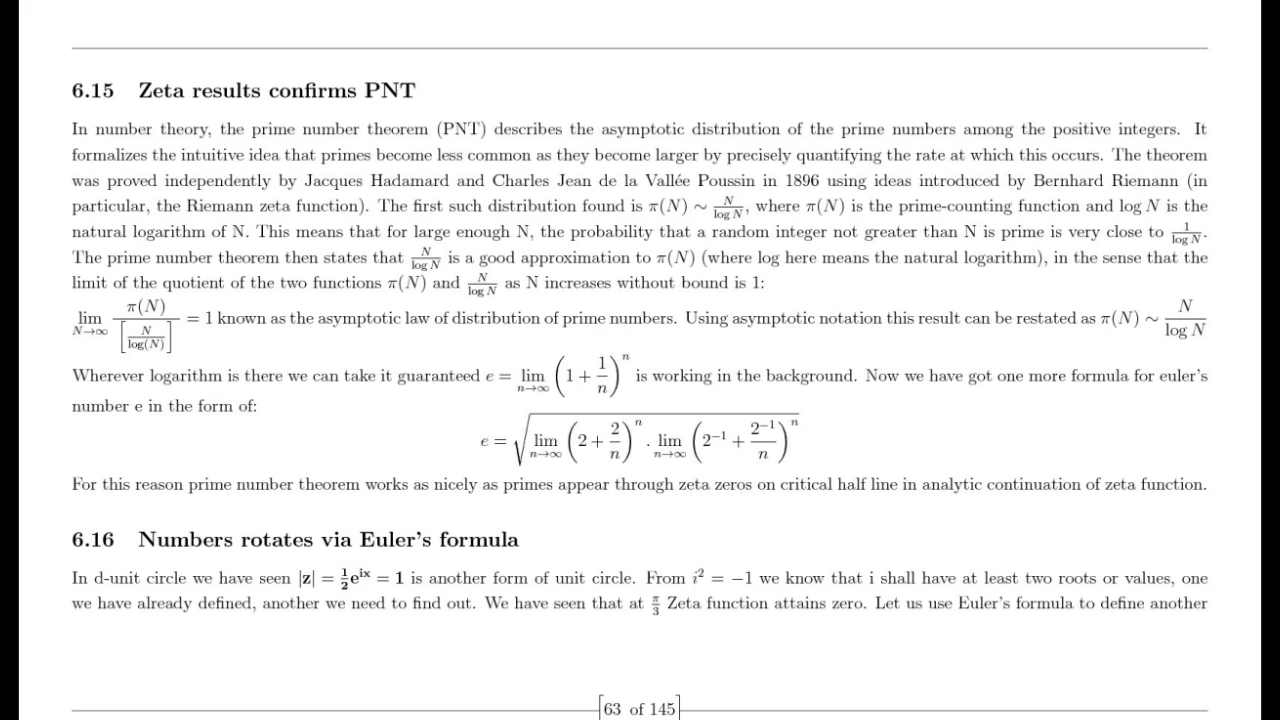 6.15 Zeta results confirms PNT
In number theory, the prime number theorem (PNT) describes the asymptotic distribution of the prime numbers among the positive integers. It
formalizes the intuitive idea that primes become less common as they become larger by precisely quantifying the rate at which this occurs. The theorem
was proved independently by Jacques Hadamard and Charles Jean de la Vallée Poussin in 1896 using ideas introduced by Bernhard Riemann (in
particular, the Riemann zeta function). The first such distribution found is π(N) ∼ N/log N, where π(N) is the prime-counting function and log N is the
natural logarithm of N. This means that for large enough N, the probability that a random integer not greater than N is prime is very close to 1/log N.
The prime number theorem then states that N/log N is a good approximation to π(N) (where log here means the natural logarithm), in the sense that the
limit of the quotient of the two functions π(N) and N/log N as N increases without bound is 1:
lim N→∞ π(N)/[N/log(N)] = 1 known as the asymptotic law of distribution of prime numbers. Using asymptotic notation this result can be restated as π(N) ∼ N/log N
Wherever logarithm is there we can take it guaranteed e = lim n→∞ (1 + 1/n)^n is working in the background. Now we have got one more formula for euler's
number e in the form of:
e = √(lim n→∞ (2 + 2/n)^n . lim n→∞ (2^−1 + 2^−1/n)^n)
For this reason prime number theorem works as nicely as primes appear through zeta zeros on critical half line in analytic continuation of zeta function.
6.16 Numbers rotates via Euler's formula
In d-unit circle we have seen |z| = 1/2 e^ix = 1 is another form of unit circle. From i² = −1 we know that i shall have at least two roots or values, one
we have already defined, another we need to find out. We have seen that at π/3 Zeta function attains zero. Let us use Euler's formula to define another
[63 of 145]